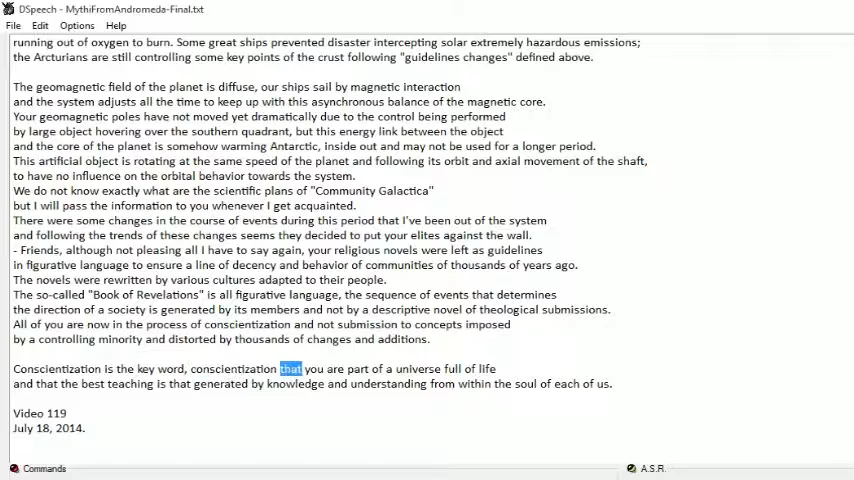 DSpeech - MythiFromAndromeda-Final.txt
File Edit Options Help
running out of oxygen to burn. Some great ships prevented disaster intercepting solar extremely hazardous emissions;
the Arcturians are still controlling some key points of the crust following "guidelines changes" defined above.
The geomagnetic field of the planet is diffuse, our ships sail by magnetic interaction
and the system adjusts all the time to keep up with this asynchronous balance of the magnetic core.
Your geomagnetic poles have not moved yet dramatically due to the control being performed
by large object hovering over the southern quadrant, but this energy link between the object
and the core of the planet is somehow warming Antarctic, inside out and may not be used for a longer period.
This artificial object is rotating at the same speed of the planet and following its orbit and axial movement of the shaft,
to have no influence on the orbital behavior towards the system.
We do not know exactly what are the scientific plans of "Community Galactica"
but I will pass the information to you whenever I get acquainted.
There were some changes in the course of events during this period that I've been out of the system
and following the trends of these changes seems they decided to put your elites against the wall.
- Friends, although not pleasing all I have to say again, your religious novels were left as guidelines
in figurative language to ensure a line of decency and behavior of communities of thousands of years ago.
The novels were rewritten by various cultures adapted to their people.
The so-called "Book of Revelations" is all figurative language, the sequence of events that determines
the direction of a society is generated by its members and not by a descriptive novel of theological submissions.
All of you are now in the process of conscientization and not submission to concepts imposed
by a controlling minority and distorted by thousands of changes and additions.
Conscientization is the key word, conscientization that you are part of a universe full of life
and that the best teaching is that generated by knowledge and understanding from within the soul of each of us.
Video 119
July 18, 2014.
Commands A.S.R.